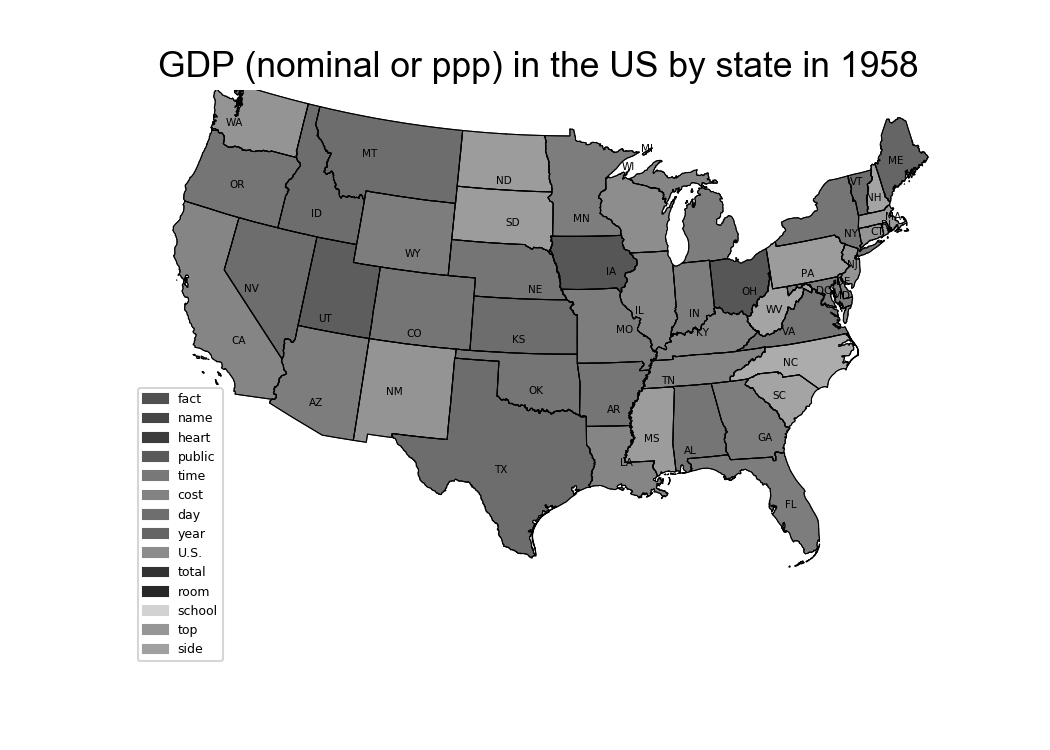 GDP (nominal or ppp) in the US by state in 1958
WA
MT
ND
MI
WI
ME
VT
NH
OR
ID
SD
MN
MA
NY
CT
RI
WY
NJ
PA
NV
NE
IA
OH
DE
DC
MD
UT
CO
IL
IN
WV
CA
KS
MO
KY
VA
NC
NM
OK
TN
SC
AZ
AR
MS
AL
GA
TX
LA
FL
fact
name
heart
public
time
cost
day
year
U.S.
total
room
school
top
side